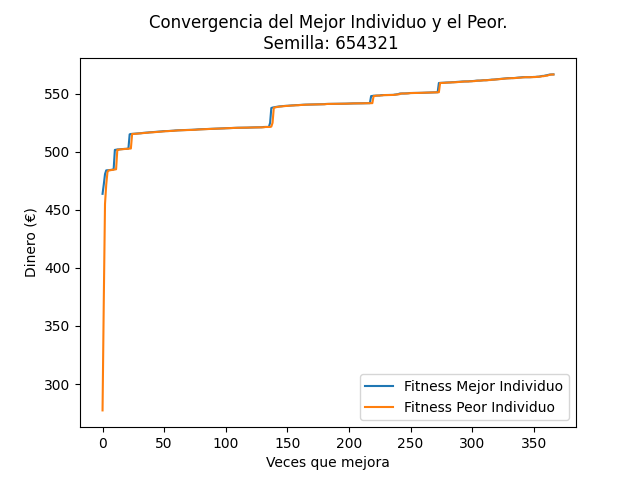 Convergencia del Mejor Individuo y el Peor.
Semilla: 654321
Dinero (€)
550
500
450
400
350
300
Fitness Mejor Individuo
Fitness Peor Individuo
0 50 100 150 200 250 300 350
Veces que mejora